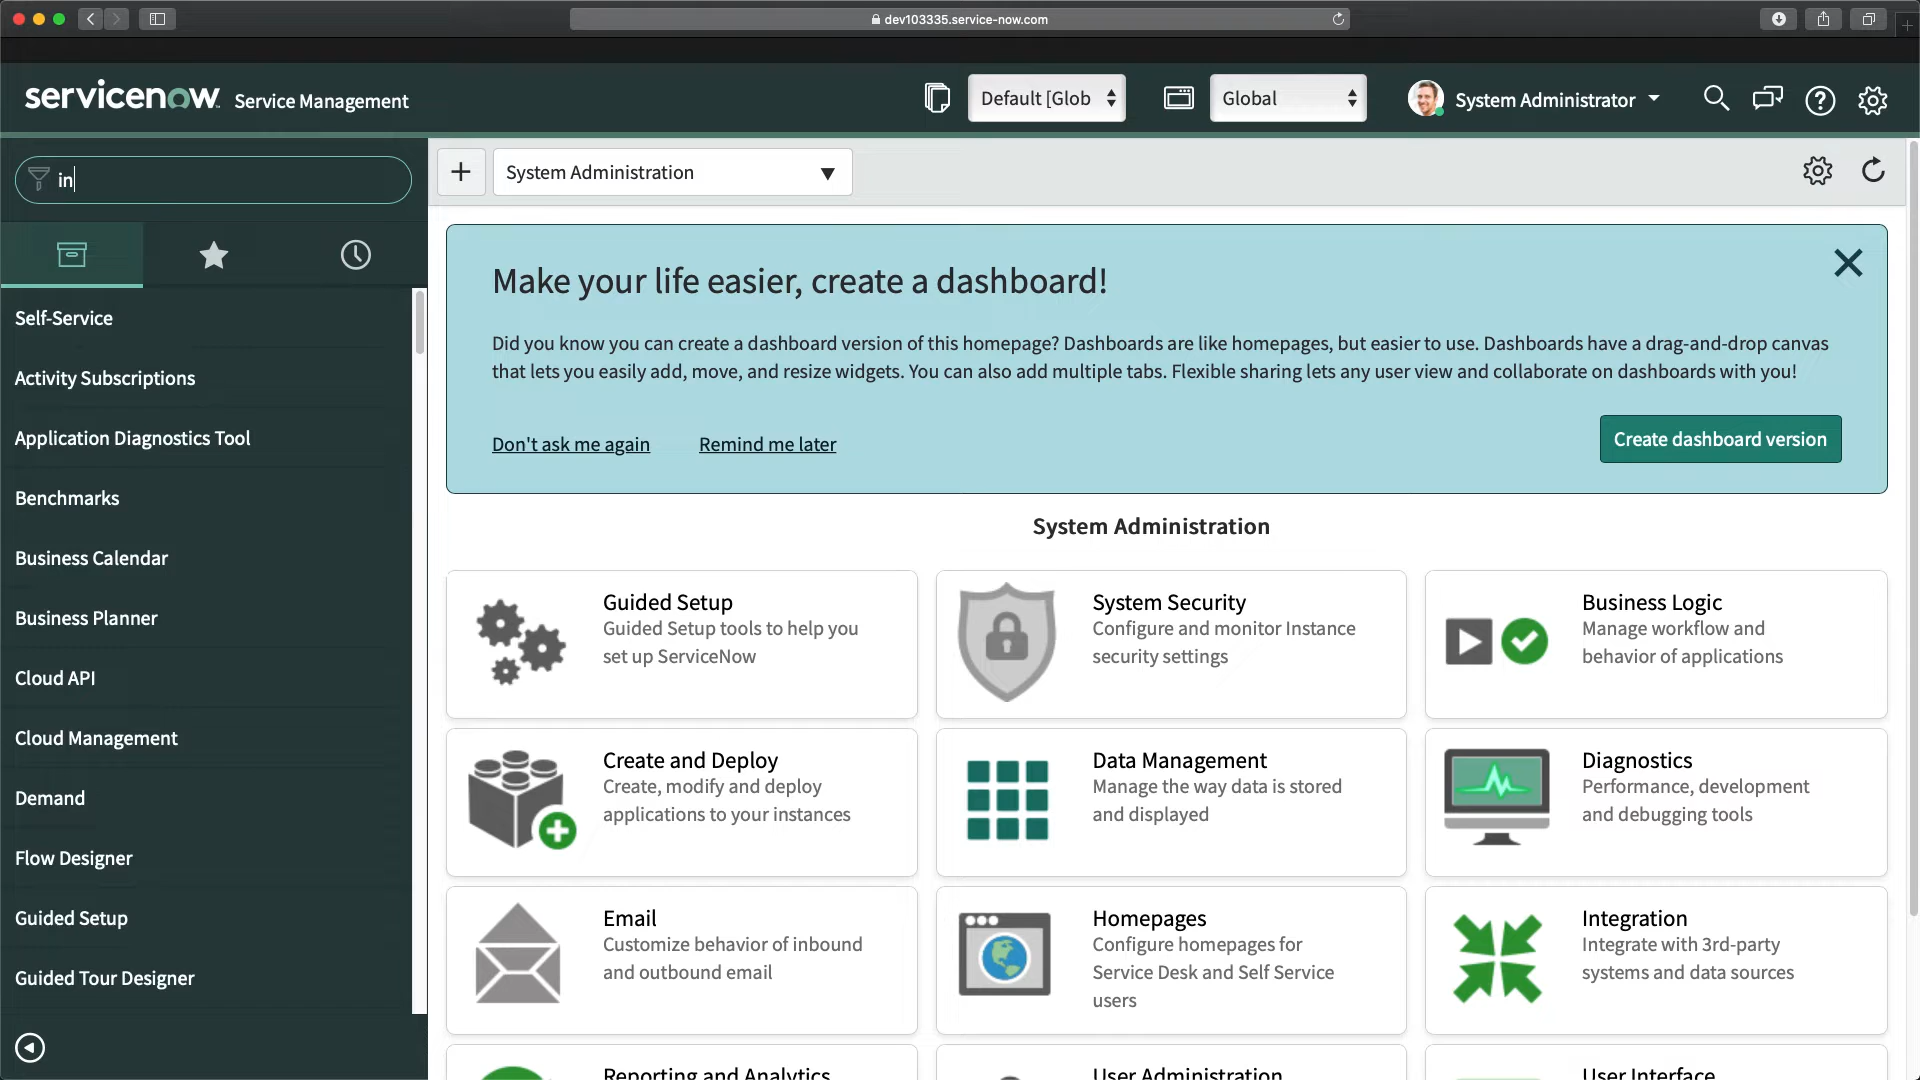 dev103335.service-now.com
servicenow Service Management
Default [Glob
Global
System Administrator
in
System Administration
Self-Service
Activity Subscriptions
Application Diagnostics Tool
Benchmarks
Business Calendar
Business Planner
Cloud API
Cloud Management
Demand
Flow Designer
Guided Setup
Guided Tour Designer
Make your life easier, create a dashboard!
Did you know you can create a dashboard version of this homepage? Dashboards are like homepages, but easier to use. Dashboards have a drag-and-drop canvas
that lets you easily add, move, and resize widgets. You can also add multiple tabs. Flexible sharing lets any user view and collaborate on dashboards with you!
Don't ask me again
Remind me later
Create dashboard version
System Administration
Guided Setup
Guided Setup tools to help you
set up ServiceNow
System Security
Configure and monitor Instance
security settings
Business Logic
Manage workflow and
behavior of applications
Create and Deploy
Create, modify and deploy
applications to your instances
Data Management
Manage the way data is stored
and displayed
Diagnostics
Performance, development
and debugging tools
Email
Customize behavior of inbound
and outbound email
Homepages
Configure homepages for
Service Desk and Self Service
users
Integration
Integrate with 3rd-party
systems and data sources
Reporting and Analytics
User Administration
User Interface